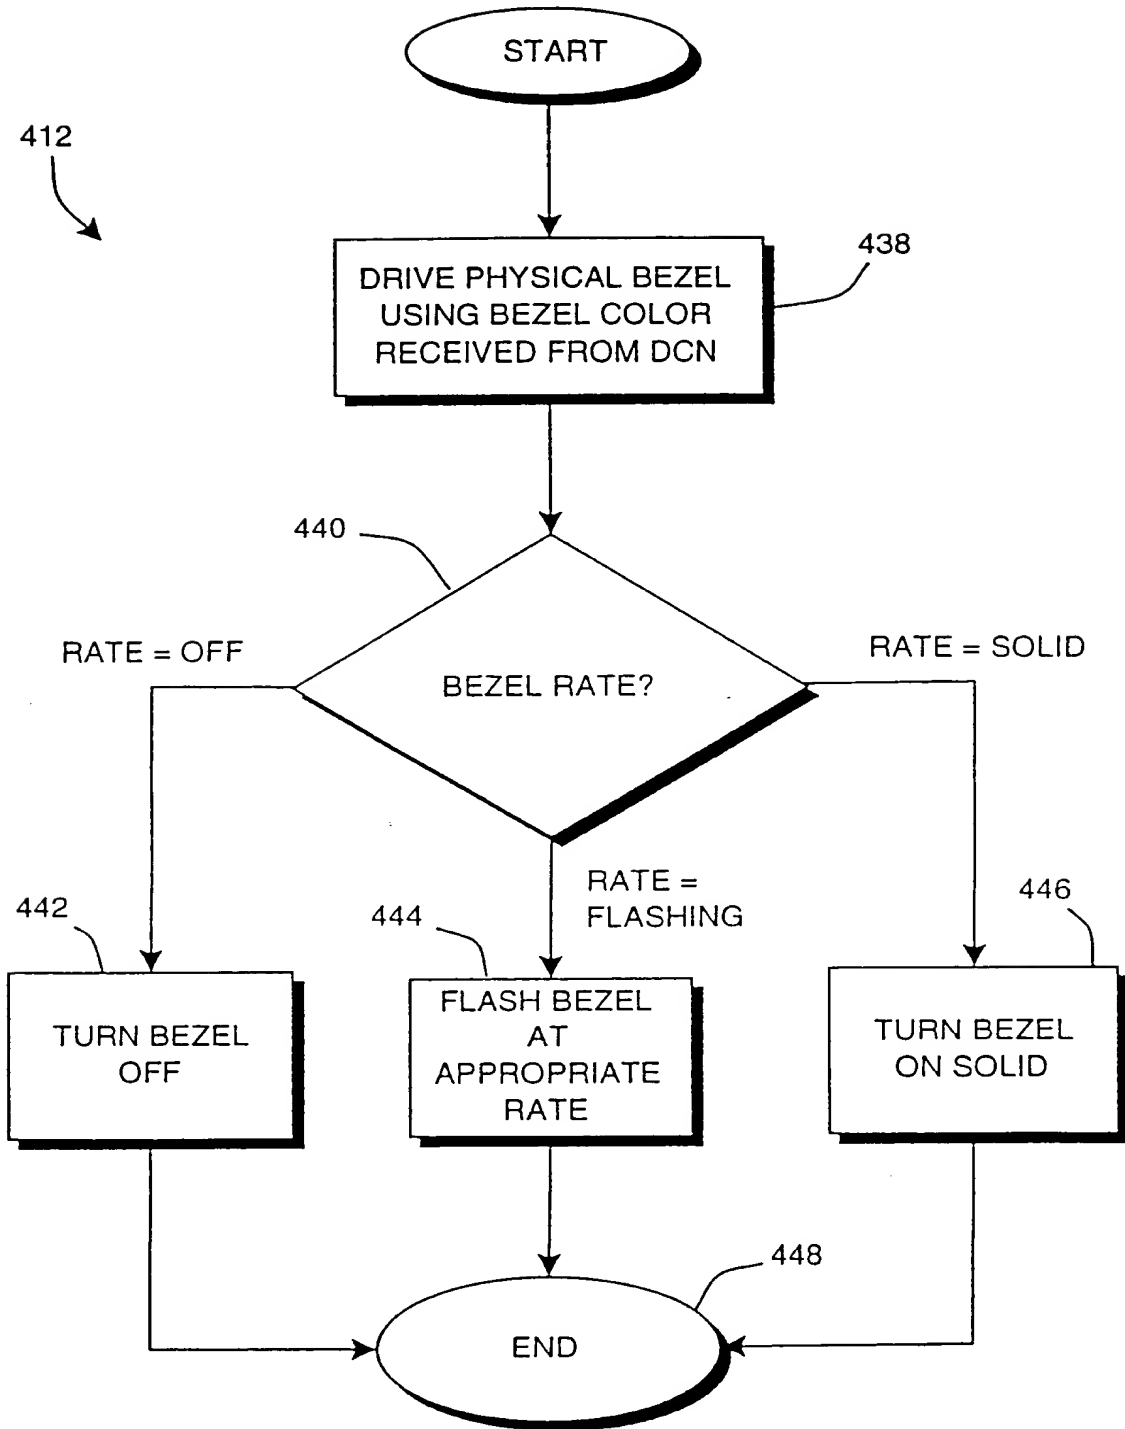 START
412
438
DRIVE PHYSICAL BEZEL
USING BEZEL COLOR
RECEIVED FROM DCN
440
RATE = OFF
BEZEL RATE?
RATE = SOLID
RATE =
FLASHING
442
444
446
TURN BEZEL
OFF
FLASH BEZEL
AT
APPROPRIATE
RATE
TURN BEZEL
ON SOLID
448
END